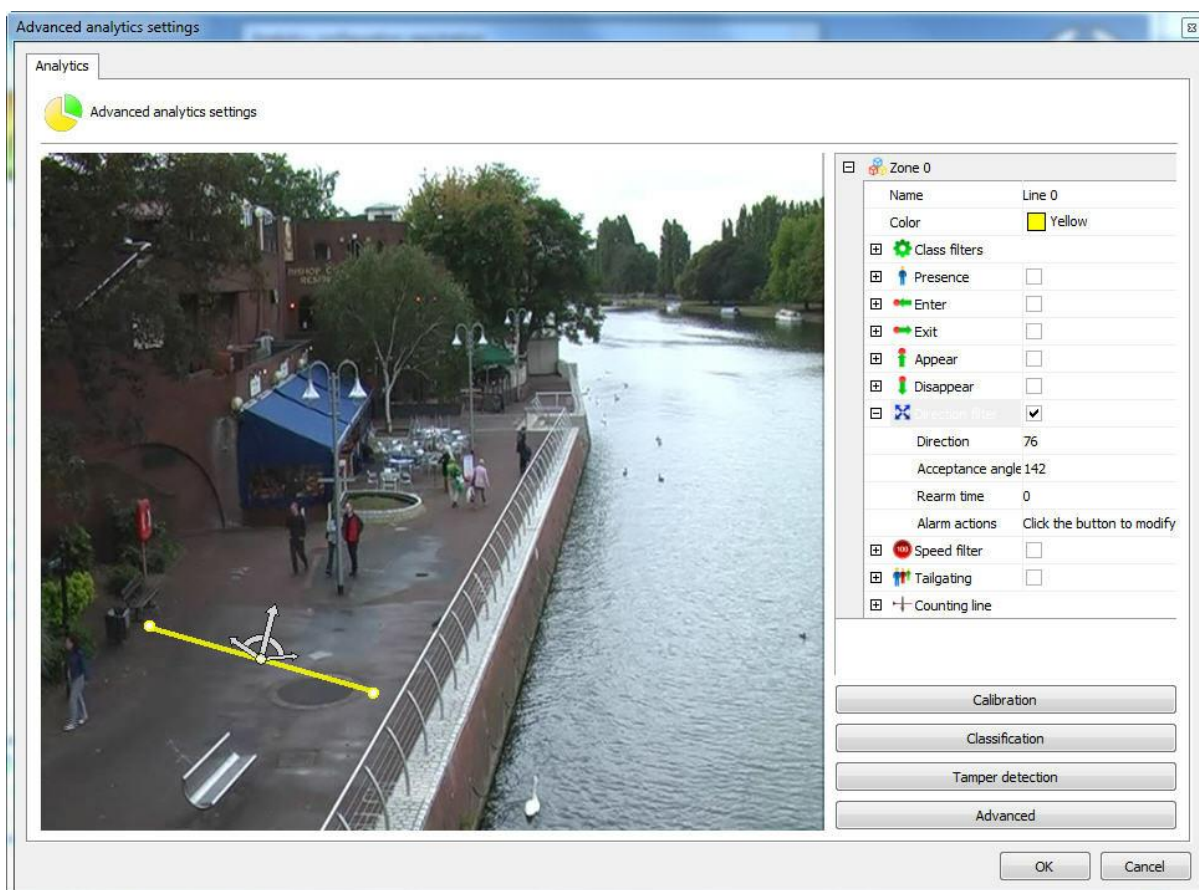 Advanced analytics settings
Analytics
Advanced analytics settings
Zone 0
Name Line 0
Color Yellow
Class filters
Presence
Enter
Exit
Appear
Disappear
Direction filter
Direction 76
Acceptance angle 142
Rearm time 0
Alarm actions Click the button to modify
100 Speed filter
Tailgating
Counting line
Calibration
Classification
Tamper detection
Advanced
OK Cancel